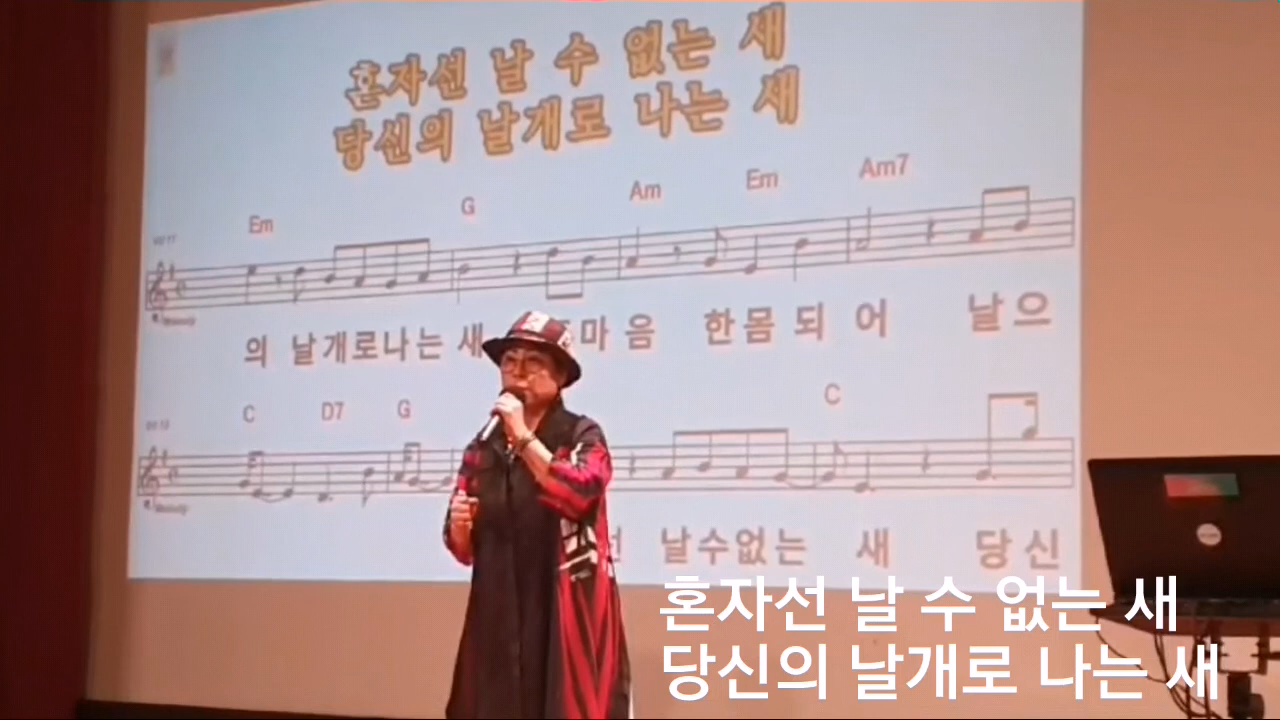 혼자선 날 수 없는 새
당신의 날개로 나는 새
Em G Am Em Am7
의 날개로나는 새 마음 한몸 되어 날으
C D7 G C
날수없는 새 당신
혼자선 날 수 없는 새
당신의 날개로 나는 새